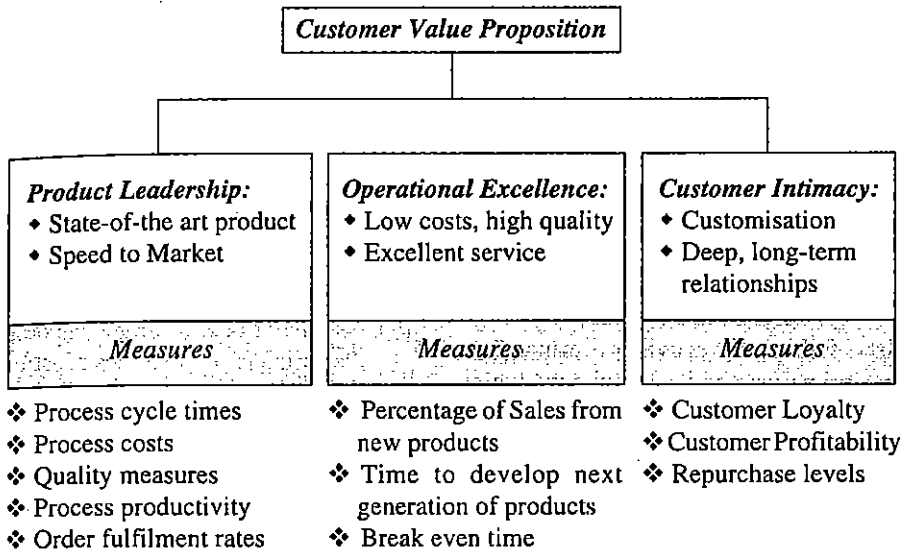 Customer Value Proposition
Product Leadership:
◆ State-of-the art product
◆ Speed to Market
Measures
❖ Process cycle times
❖ Process costs
❖ Quality measures
❖ Process productivity
❖ Order fulfilment rates
Operational Excellence:
◆ Low costs, high quality
◆ Excellent service
Measures
❖ Percentage of Sales from
new products
❖ Time to develop next
generation of products
❖ Break even time
Customer Intimacy:
◆ Customisation
◆ Deep, long-term
relationships
Measures
❖ Customer Loyalty
❖ Customer Profitability
❖ Repurchase levels